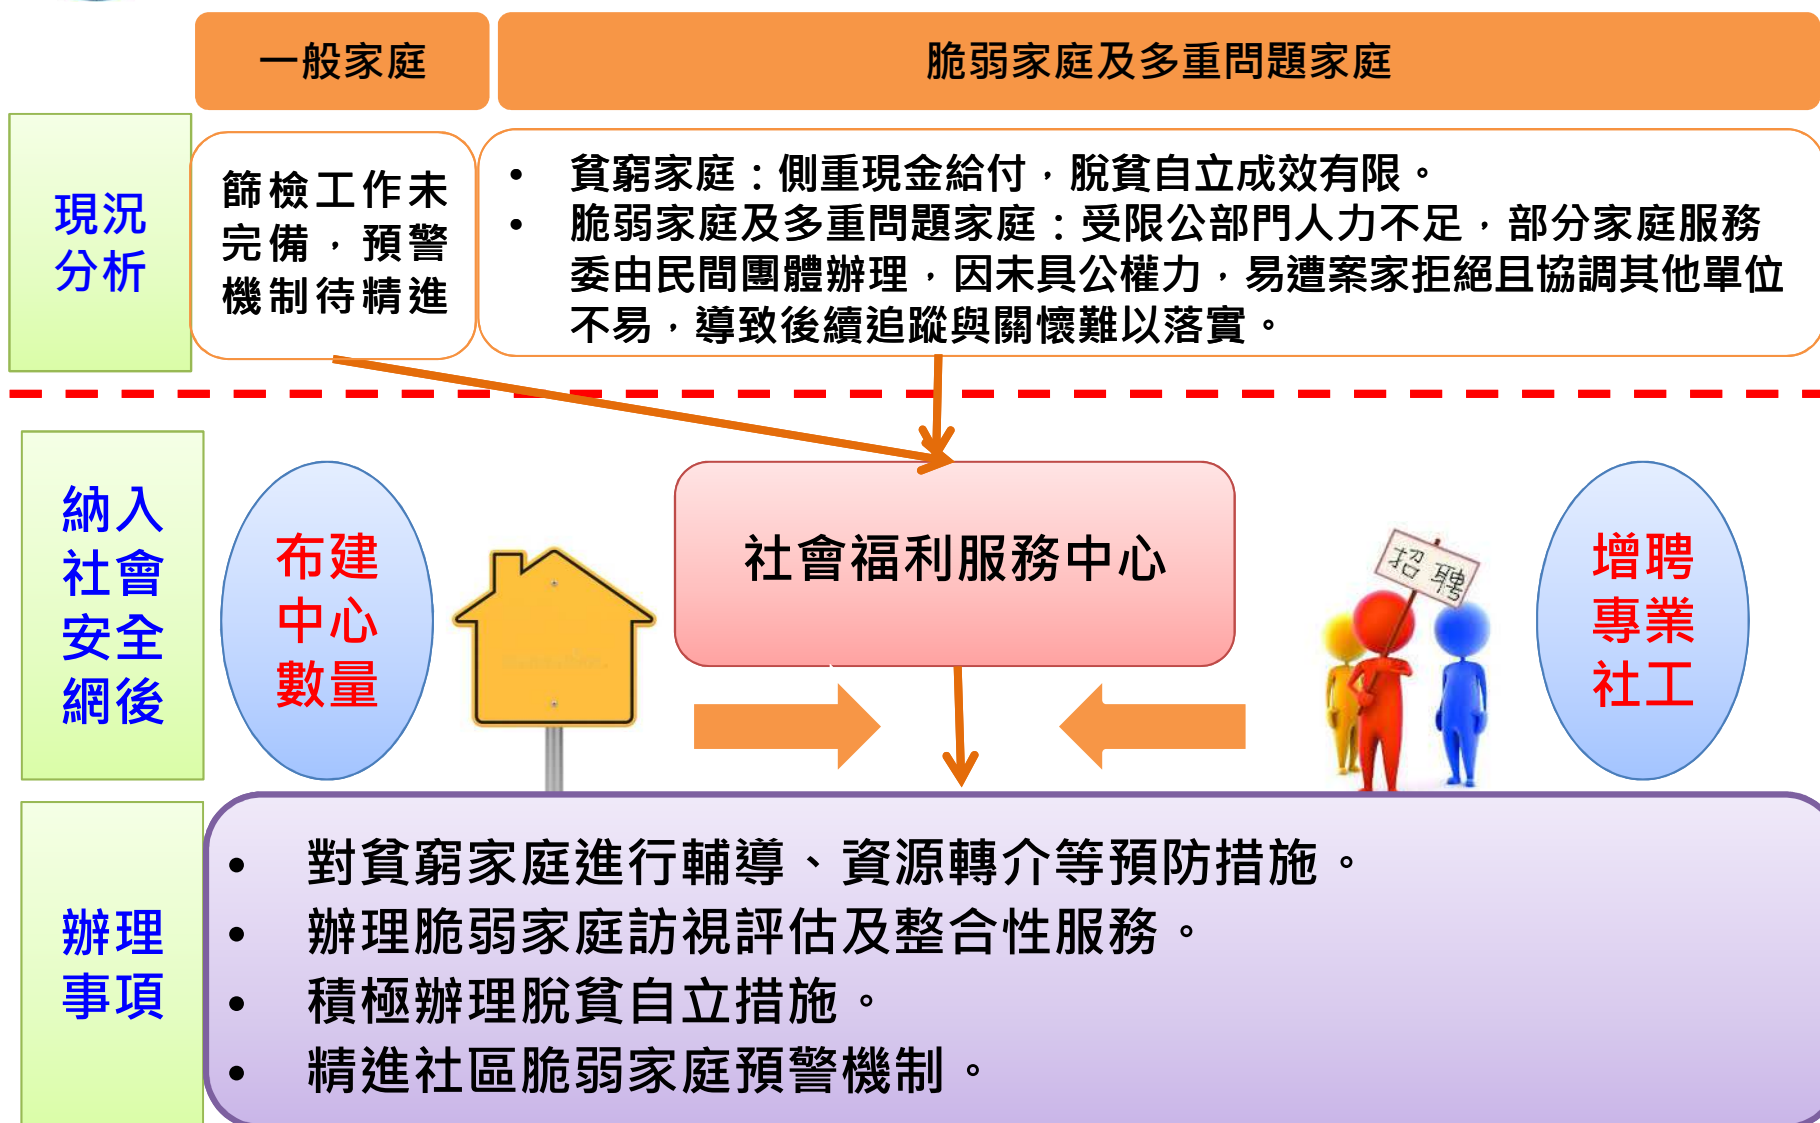 一般家庭
脆弱家庭及多重問題家庭
現況
分析
篩檢工作未
完備，預警
機制待精進
• 貧窮家庭：側重現金給付，脫貧自立成效有限。
• 脆弱家庭及多重問題家庭：受限公部門人力不足，部分家庭服務
委由民間團體辦理，因未具公權力，易遭案家拒絕且協調其他單位
不易，導致後續追蹤與關懷難以落實。
納入
社會
安全
網後
布建
中心
數量
社會福利服務中心
招聘
增聘
專業
社工
辦理
事項
• 對貧窮家庭進行輔導、資源轉介等預防措施。
• 辦理脆弱家庭訪視評估及整合性服務。
• 積極辦理脫貧自立措施。
• 精進社區脆弱家庭預警機制。